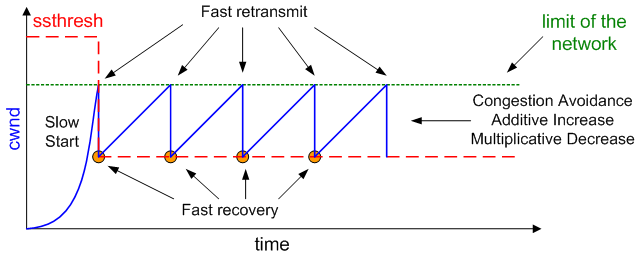 Fast retransmit
ssthresh
limit of the
network
cwnd
Slow
Start
Congestion Avoidance
Additive Increase
Multiplicative Decrease
Fast recovery
time